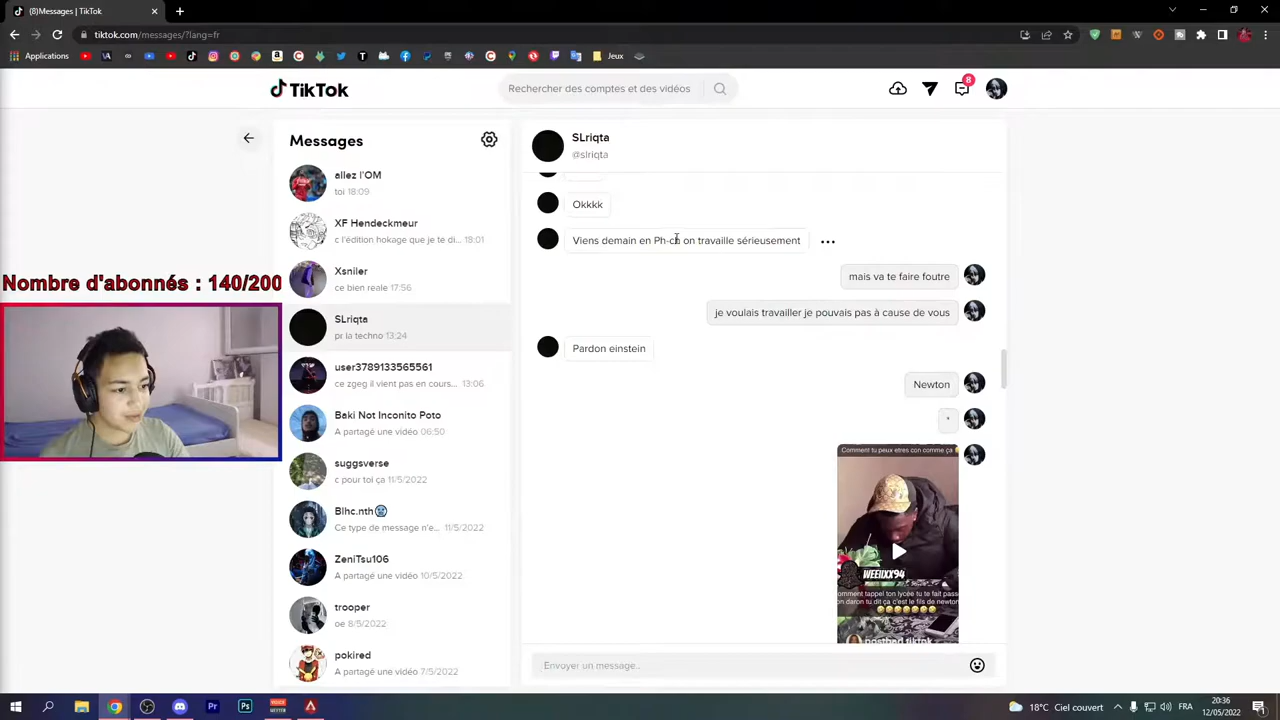 (8)Messages | TikTok
tiktok.com/messages/?lang=fr
Applications
Jeux
TikTok
Rechercher des comptes et des vidéos
8
Messages
allez l'OM
toi 18:09
XF Hendeckmeur
c l'édition hokage que je te di... 18:01
Xsniler
ce bien reale 17:56
SLriqta
pr la techno 13:24
user3789133565561
ce zgeg il vient pas en cours... 13:06
Baki Not Inconito Poto
A partagé une vidéo 06:50
suggsverse
c pour toi ça 11/5/2022
Blhc.nth
Ce type de message n'e... 11/5/2022
ZeniTsu106
A partagé une vidéo 10/5/2022
trooper
oe 8/5/2022
pokired
A partagé une vidéo 7/5/2022
Nombre d'abonnés : 140/200
SLriqta
@slriqta
Okkkk
Viens demain en Ph-ch on travaille sérieusement
mais va te faire foutre
je voulais travailler je pouvais pas à cause de vous
Pardon einstein
Newton
*
Comment tu peux etres con comme ça
WEEIIXX94
omment tappel ton lycée tu te fait pass
on daron tu dit ça c'est le fils de newton
Envoyer un message..
18°C Ciel couvert
FRA
20:36
12/05/2022